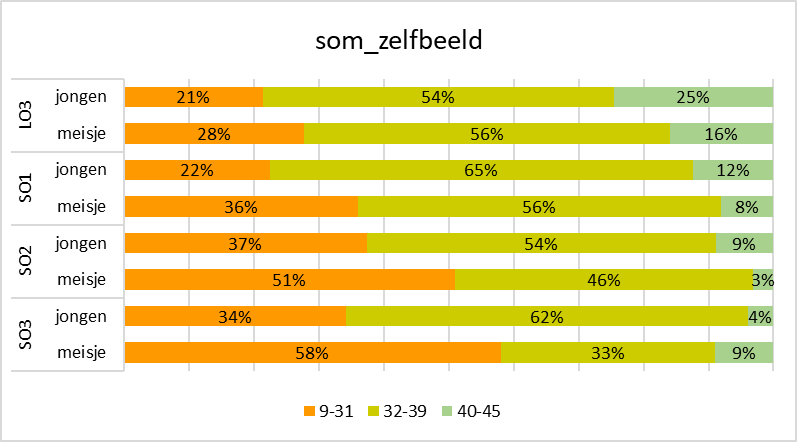 som_zelfbeeld
LO3
jongen 21% 54% 25%
meisje 28% 56% 16%
SO1
jongen 22% 65% 12%
meisje 36% 56% 8%
SO2
jongen 37% 54% 9%
meisje 51% 46% 3%
SO3
jongen 34% 62% 4%
meisje 58% 33% 9%
9-31 32-39 40-45